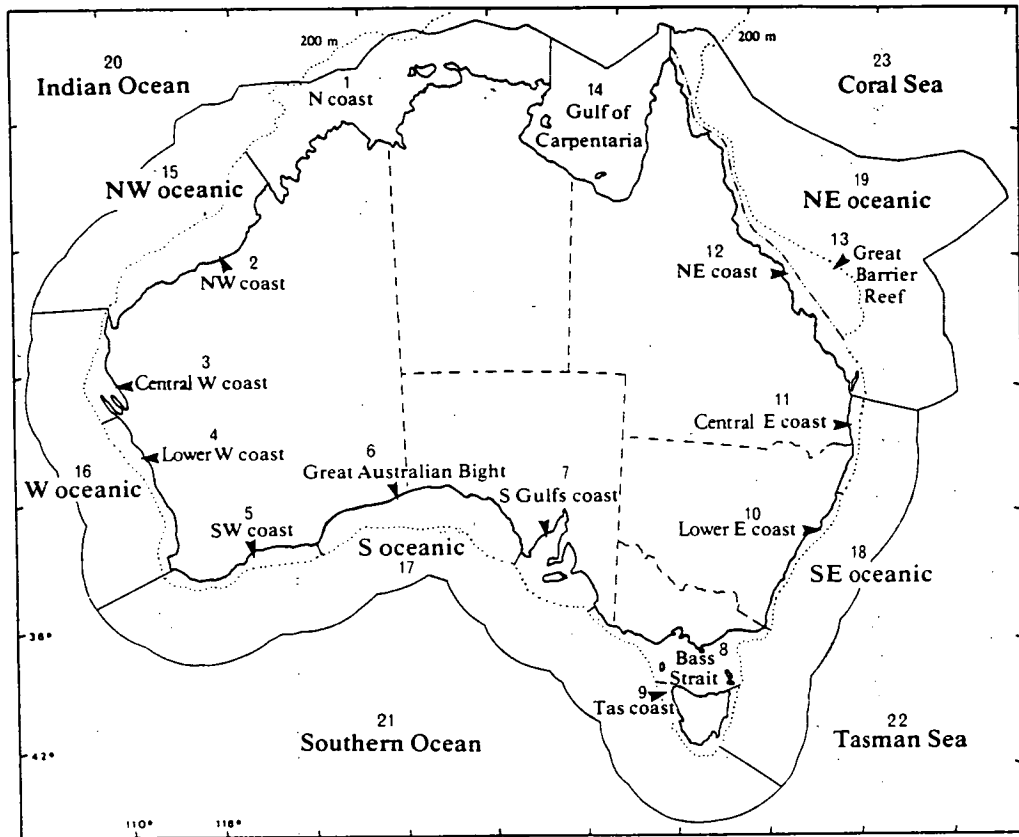 200 m
200 m
20
Indian Ocean
1
N coast
14
Gulf of
Carpentaria
23
Coral Sea
15
NW oceanic
19
NE oceanic
2
NW coast
12
NE coast
13
Great
Barrier
Reef
3
Central W coast
11
Central E coast
4
Lower W coast
16
W oceanic
6
Great Australian Bight
7
S Gulfs coast
5
SW coast
10
Lower E coast
S oceanic
17
18
SE oceanic
36°
8
Bass
Strait
9
Tas coast
21
Southern Ocean
22
Tasman Sea
42°
110°
116°